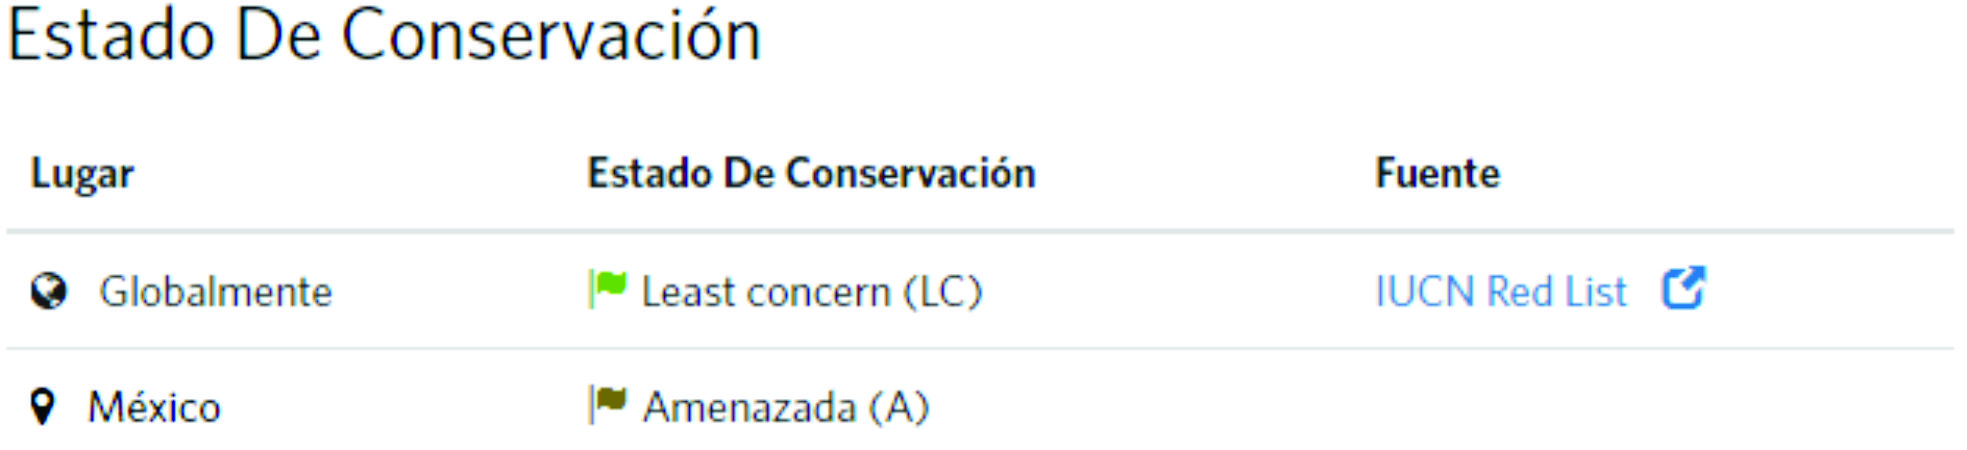 Estado De Conservación
Lugar Estado De Conservación Fuente
Globalmente Least concern (LC) IUCN Red List
México Amenazada (A)